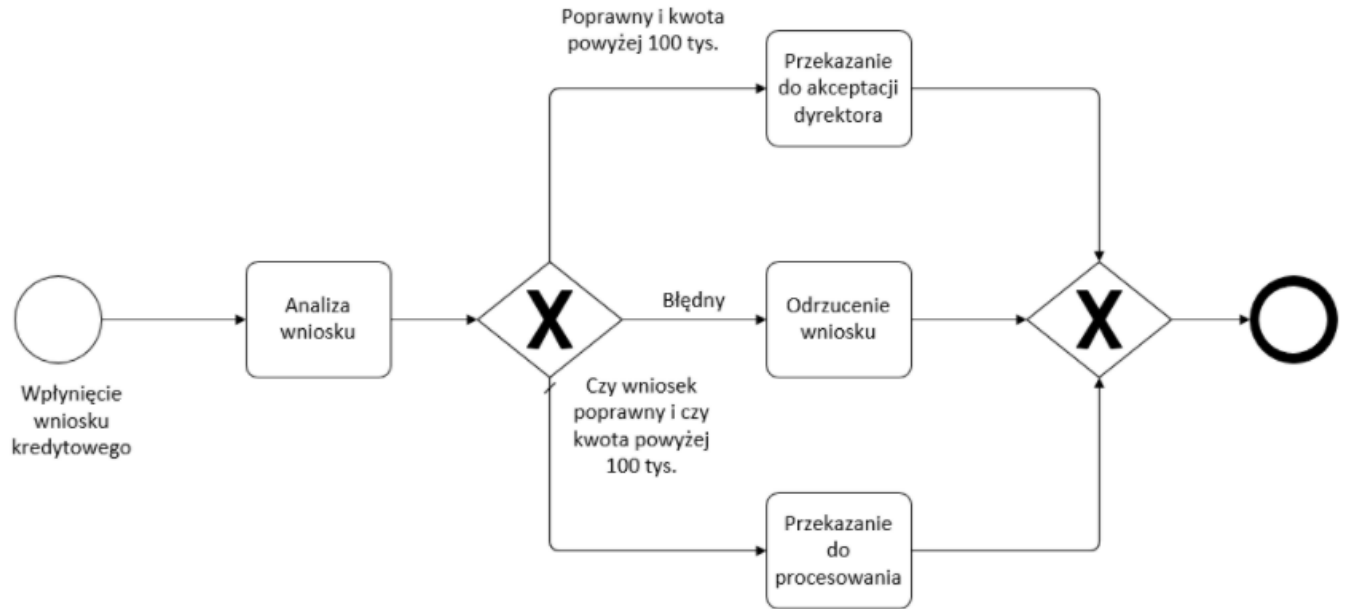 Poprawny i kwota
powyżej 100 tys.
Przekazanie
do akceptacji
dyrektora
Wpłynięcie
wniosku
kredytowego
Analiza
wniosku
X
Błędny
Odrzucenie
wniosku
X
Czy wniosek
poprawny i czy
kwota powyżej
100 tys.
Przekazanie
do
procesowania